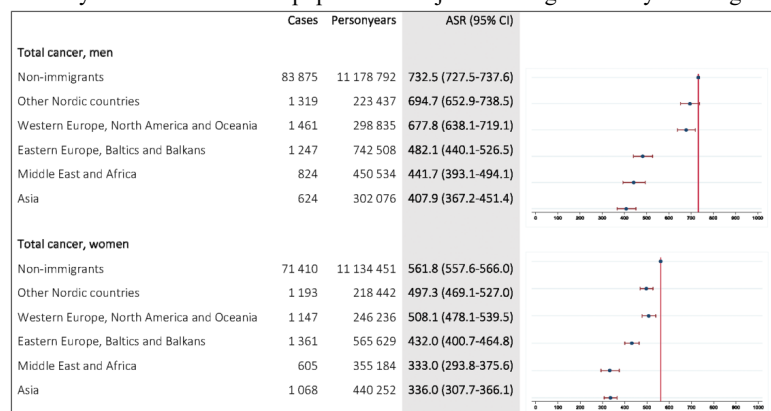 Cases Personyears ASR (95% CI)
Total cancer, men
Non-immigrants 83 875 11 178 792 732.5 (727.5-737.6)
Other Nordic countries 1 319 223 437 694.7 (652.9-738.5)
Western Europe, North America and Oceania 1 461 298 835 677.8 (638.1-719.1)
Eastern Europe, Baltics and Balkans 1 247 742 508 482.1 (440.1-526.5)
Middle East and Africa 824 450 534 441.7 (393.1-494.1)
Asia 624 302 076 407.9 (367.2-451.4)
0 100 200 300 400 500 600 700 800 900 1000
Total cancer, women
Non-immigrants 71 410 11 134 451 561.8 (557.6-566.0)
Other Nordic countries 1 193 218 442 497.3 (469.1-527.0)
Western Europe, North America and Oceania 1 147 246 236 508.1 (478.1-539.5)
Eastern Europe, Baltics and Balkans 1 361 565 629 432.0 (400.7-464.8)
Middle East and Africa 605 355 184 333.0 (293.8-375.6)
Asia 1 068 440 252 336.0 (307.7-366.1)
0 100 200 300 400 500 600 700 800 900 1000